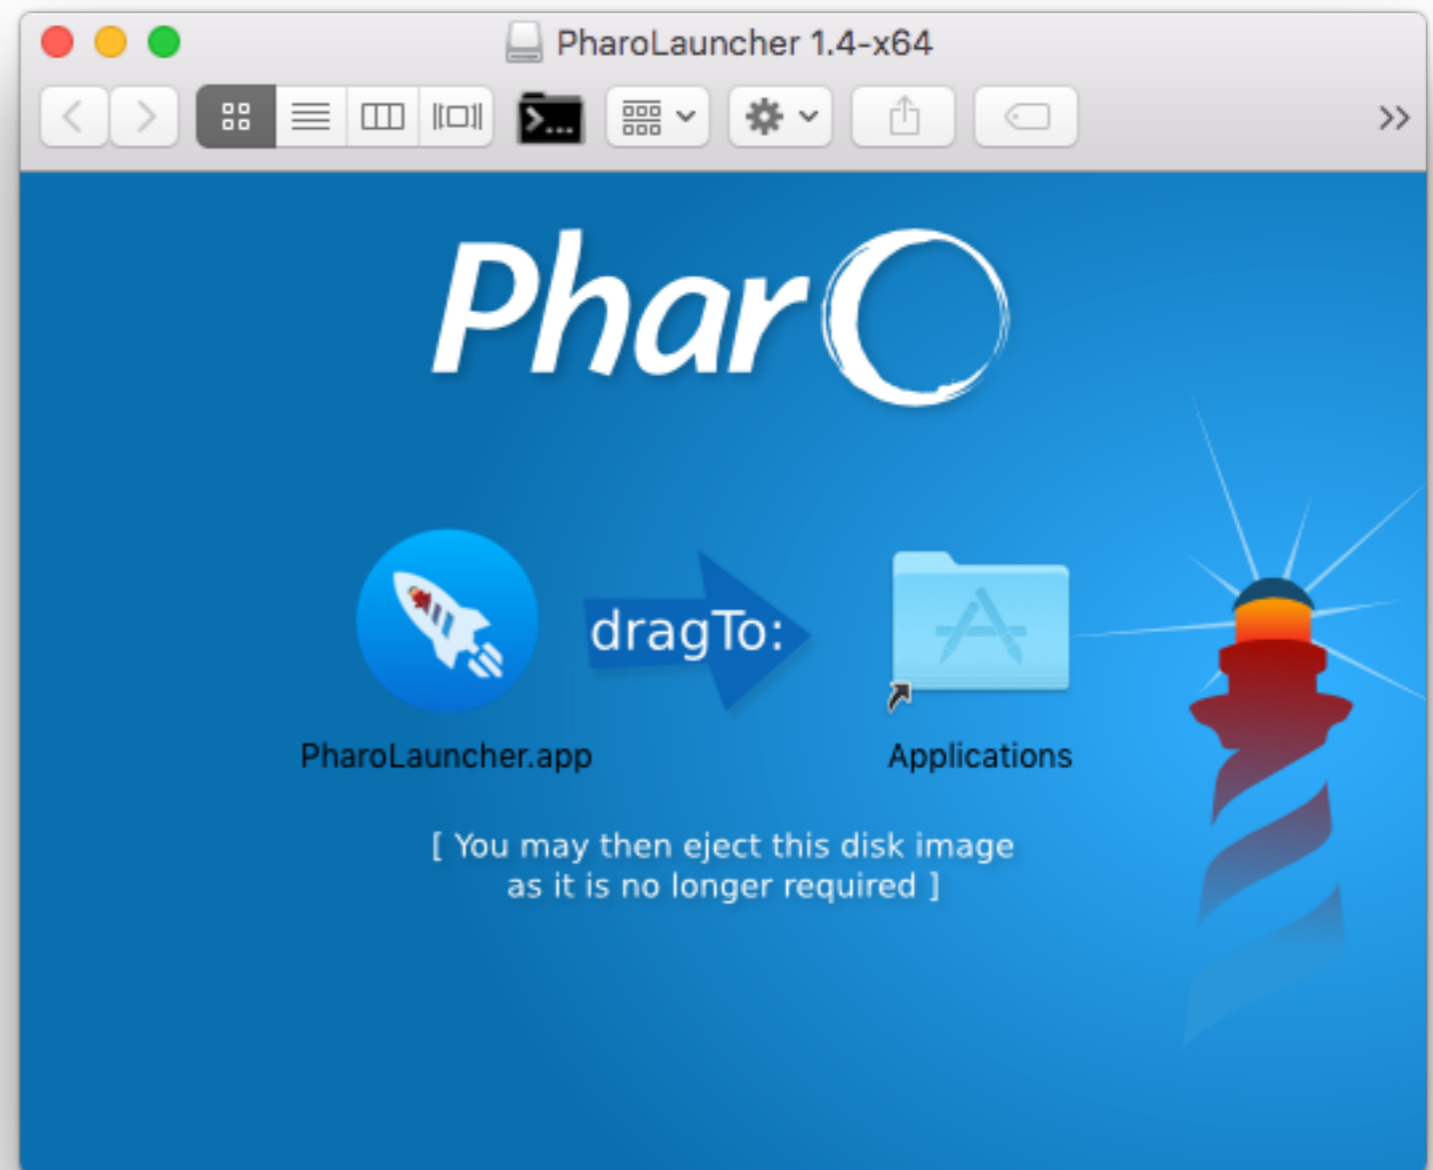 PharoLauncher 1.4-x64
Pharo
dragTo:
PharoLauncher.app
Applications
[ You may then eject this disk image
as it is no longer required ]